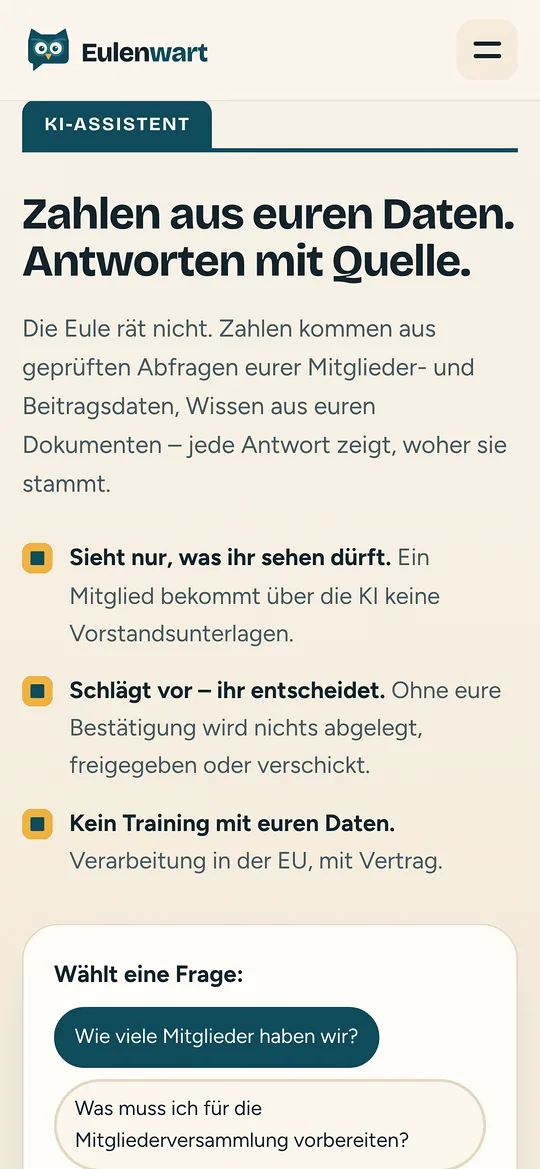 Eulenwart
KI-ASSISTENT
Zahlen aus euren Daten.
Antworten mit Quelle.
Die Eule rät nicht. Zahlen kommen aus
geprüften Abfragen eurer Mitglieder- und
Beitragsdaten, Wissen aus euren
Dokumenten – jede Antwort zeigt, woher sie
stammt.
Sieht nur, was ihr sehen dürft. Ein
Mitglied bekommt über die KI keine
Vorstandsunterlagen.
Schlägt vor – ihr entscheidet. Ohne eure
Bestätigung wird nichts abgelegt,
freigegeben oder verschickt.
Kein Training mit euren Daten.
Verarbeitung in der EU, mit Vertrag.
Wählt eine Frage:
Wie viele Mitglieder haben wir?
Was muss ich für die
Mitgliederversammlung vorbereiten?